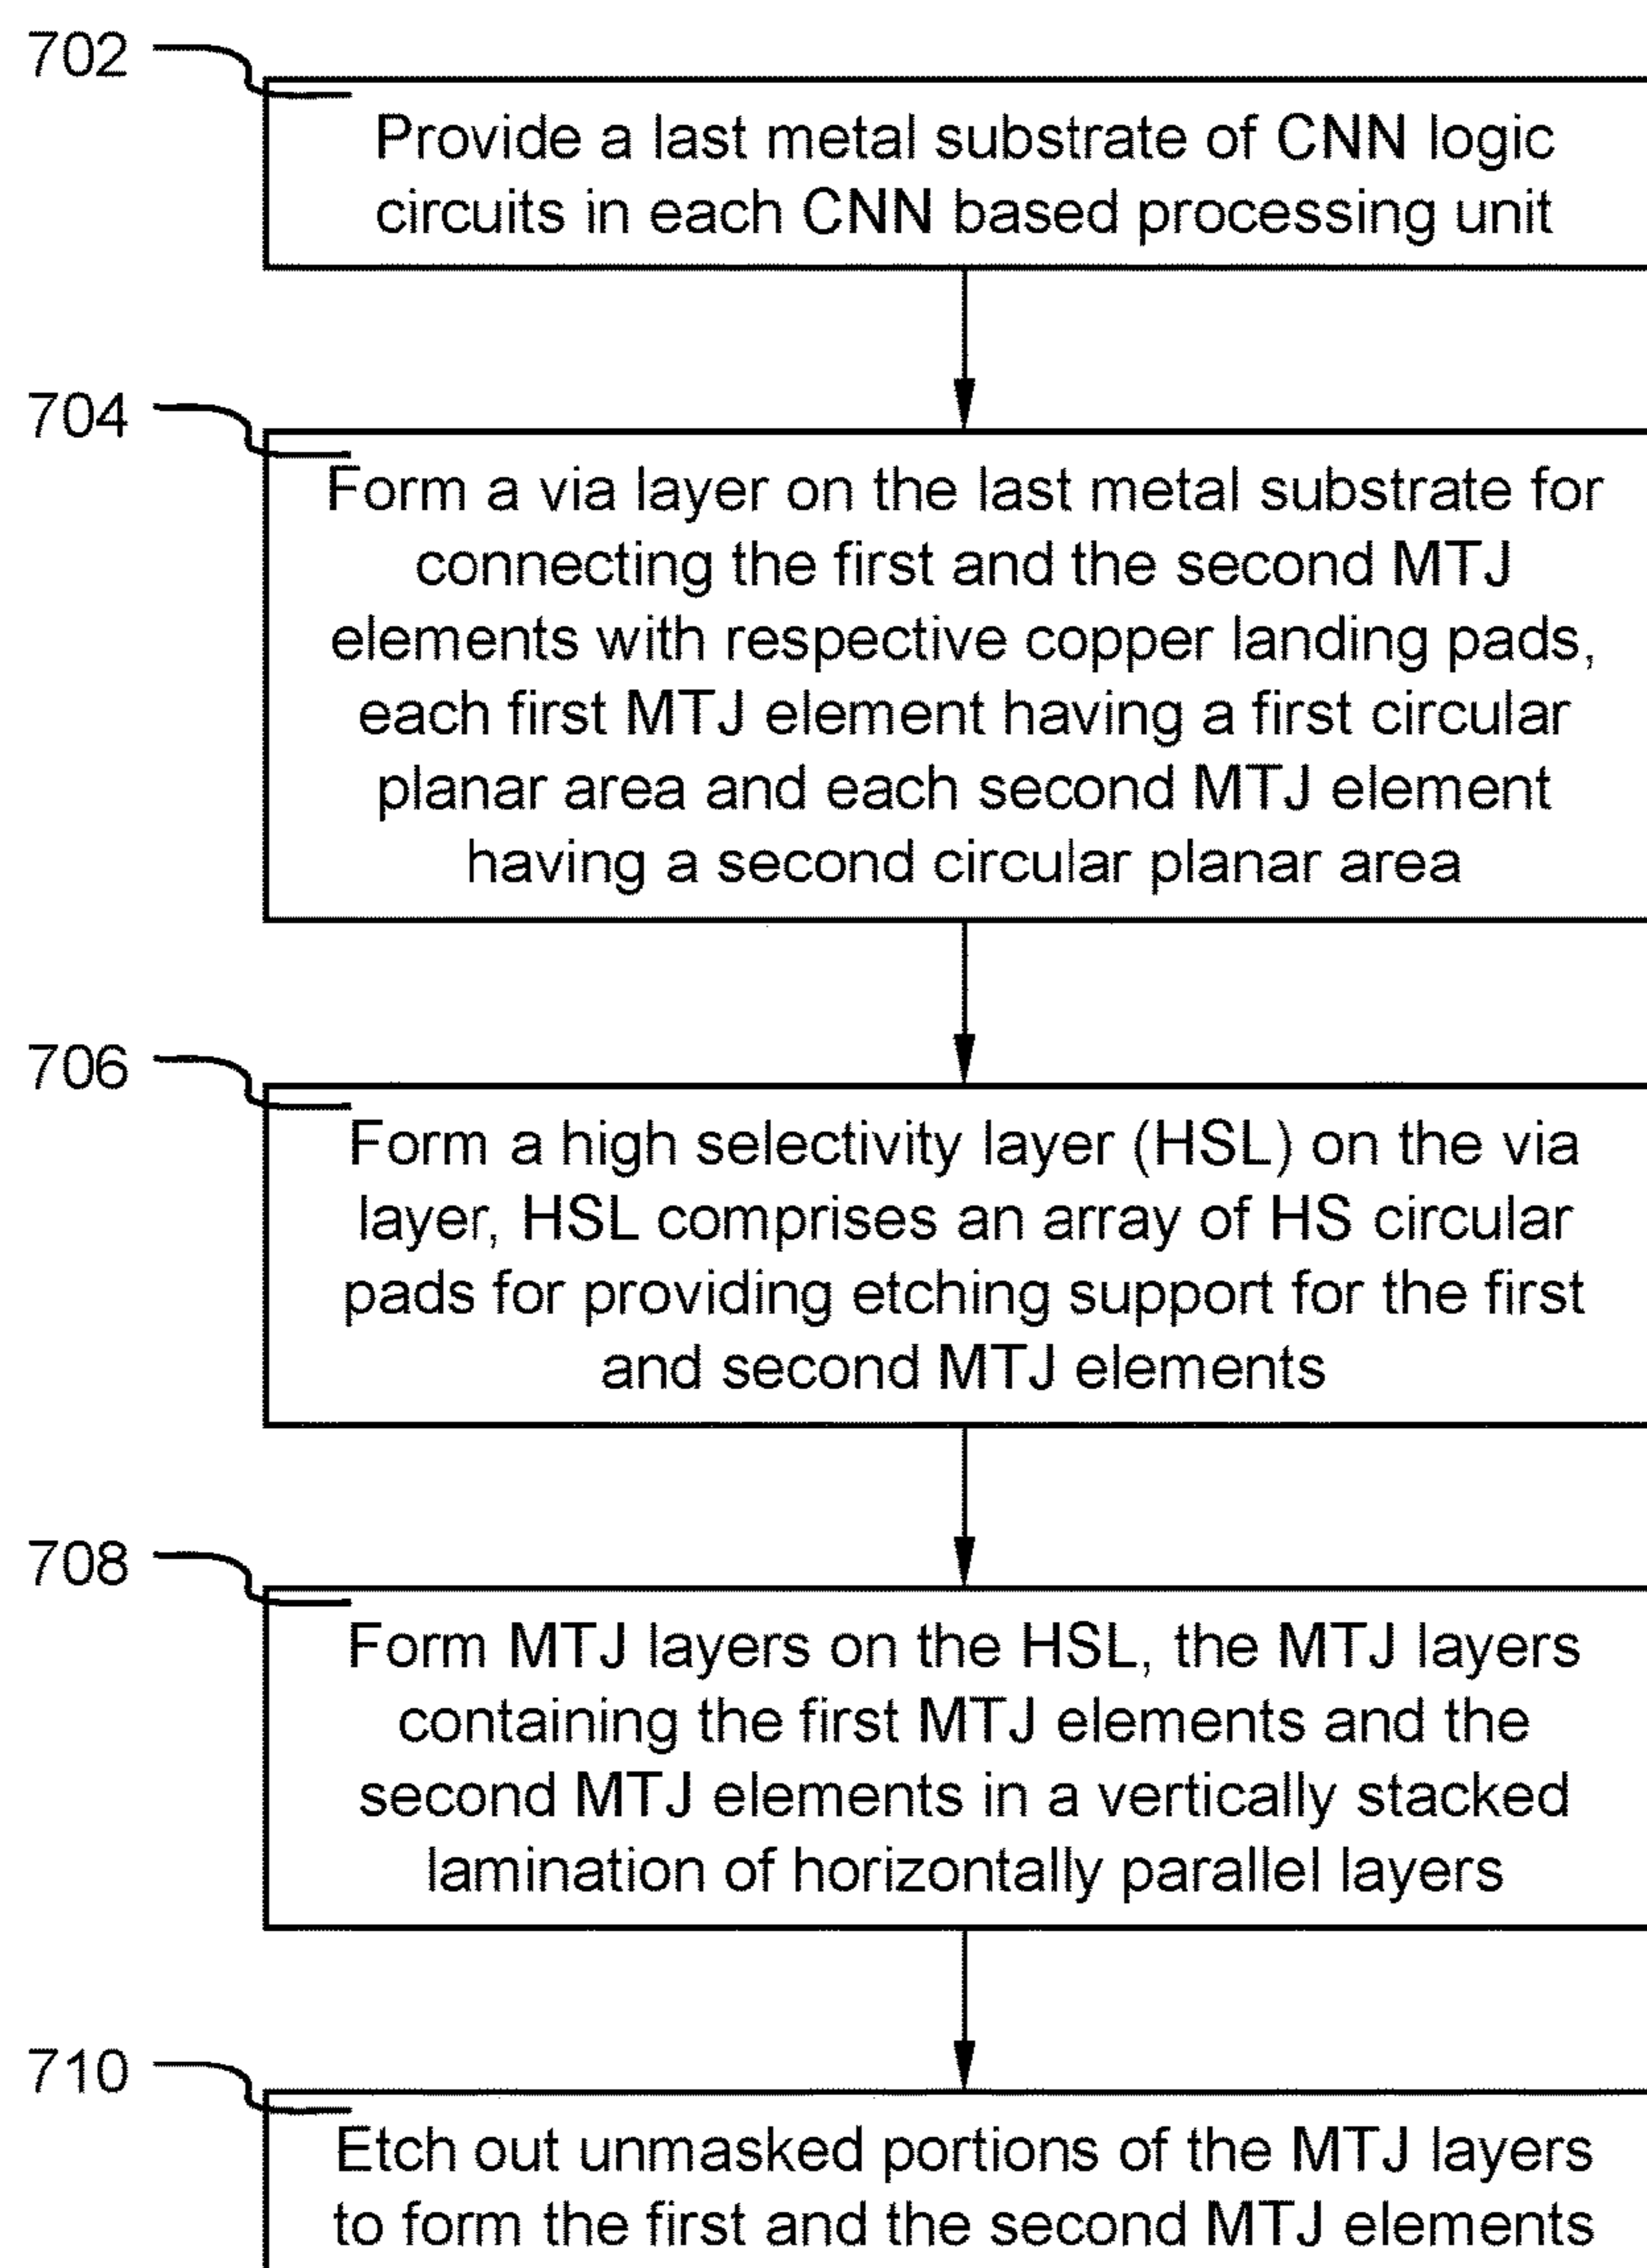 702
Provide a last metal substrate of CNN logic
circuits in each CNN based processing unit
704
Form a via layer on the last metal substrate for
connecting the first and the second MTJ
elements with respective copper landing pads,
each first MTJ element having a first circular
planar area and each second MTJ element
having a second circular planar area
706
Form a high selectivity layer (HSL) on the via
layer, HSL comprises an array of HS circular
pads for providing etching support for the first
and second MTJ elements
708
Form MTJ layers on the HSL, the MTJ layers
containing the first MTJ elements and the
second MTJ elements in a vertically stacked
lamination of horizontally parallel layers
710
Etch out unmasked portions of the MTJ layers
to form the first and the second MTJ elements